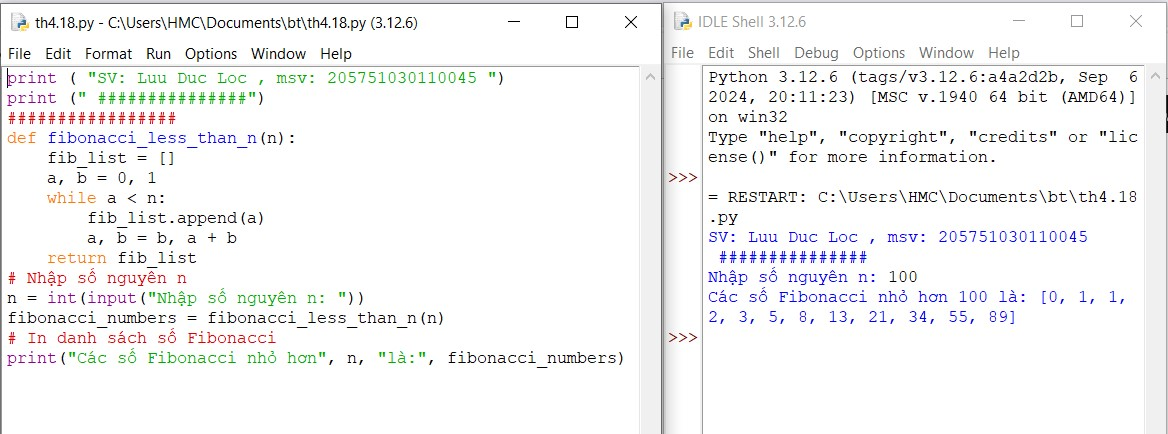 th4.18.py - C:\Users\HMC\Documents\bt\th4.18.py (3.12.6)
File Edit Format Run Options Window Help
print ( "SV: Luu Duc Loc , msv: 205751030110045 ")
print (" ###############")
#################
def fibonacci_less_than_n(n):
    fib_list = []
    a, b = 0, 1
    while a < n:
        fib_list.append(a)
        a, b = b, a + b
    return fib_list
# Nhập số nguyên n
n = int(input("Nhập số nguyên n: "))
fibonacci_numbers = fibonacci_less_than_n(n)
# In danh sách số Fibonacci
print("Các số Fibonacci nhỏ hơn", n, "là:", fibonacci_numbers)
IDLE Shell 3.12.6
File Edit Shell Debug Options Window Help
Python 3.12.6 (tags/v3.12.6:a4a2d2b, Sep  6
2024, 20:11:23) [MSC v.1940 64 bit (AMD64)]
on win32
Type "help", "copyright", "credits" or "lic
ense()" for more information.
>>>
= RESTART: C:\Users\HMC\Documents\bt\th4.18
.py
SV: Luu Duc Loc , msv: 205751030110045
 ###############
Nhập số nguyên n: 100
Các số Fibonacci nhỏ hơn 100 là: [0, 1, 1,
2, 3, 5, 8, 13, 21, 34, 55, 89]
>>>